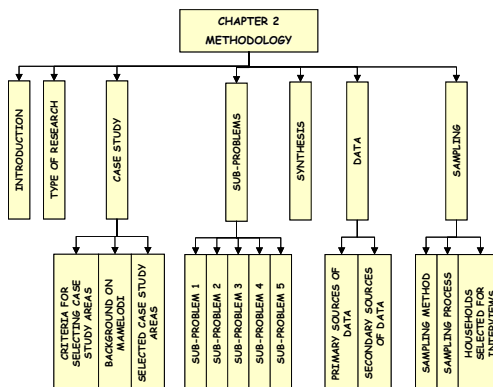 CHAPTER 2
METHODOLOGY
INTRODUCTION
TYPE OF RESEARCH
CASE STUDY
SUB-PROBLEMS
SYNTHESIS
DATA
SAMPLING
CRITERIA FOR
SELECTING CASE
STUDY AREAS
BACKGROUND ON
MAMELODI
SELECTED CASE STUDY
AREAS
SUB-PROBLEM 1
SUB-PROBLEM 2
SUB-PROBLEM 3
SUB-PROBLEM 4
SUB-PROBLEM 5
PRIMARY SOURCES OF
DATA
SECONDARY SOURCES
OF DATA
SAMPLING METHOD
SAMPLING PROCESS
HOUSEHOLDS
SELECTED FOR